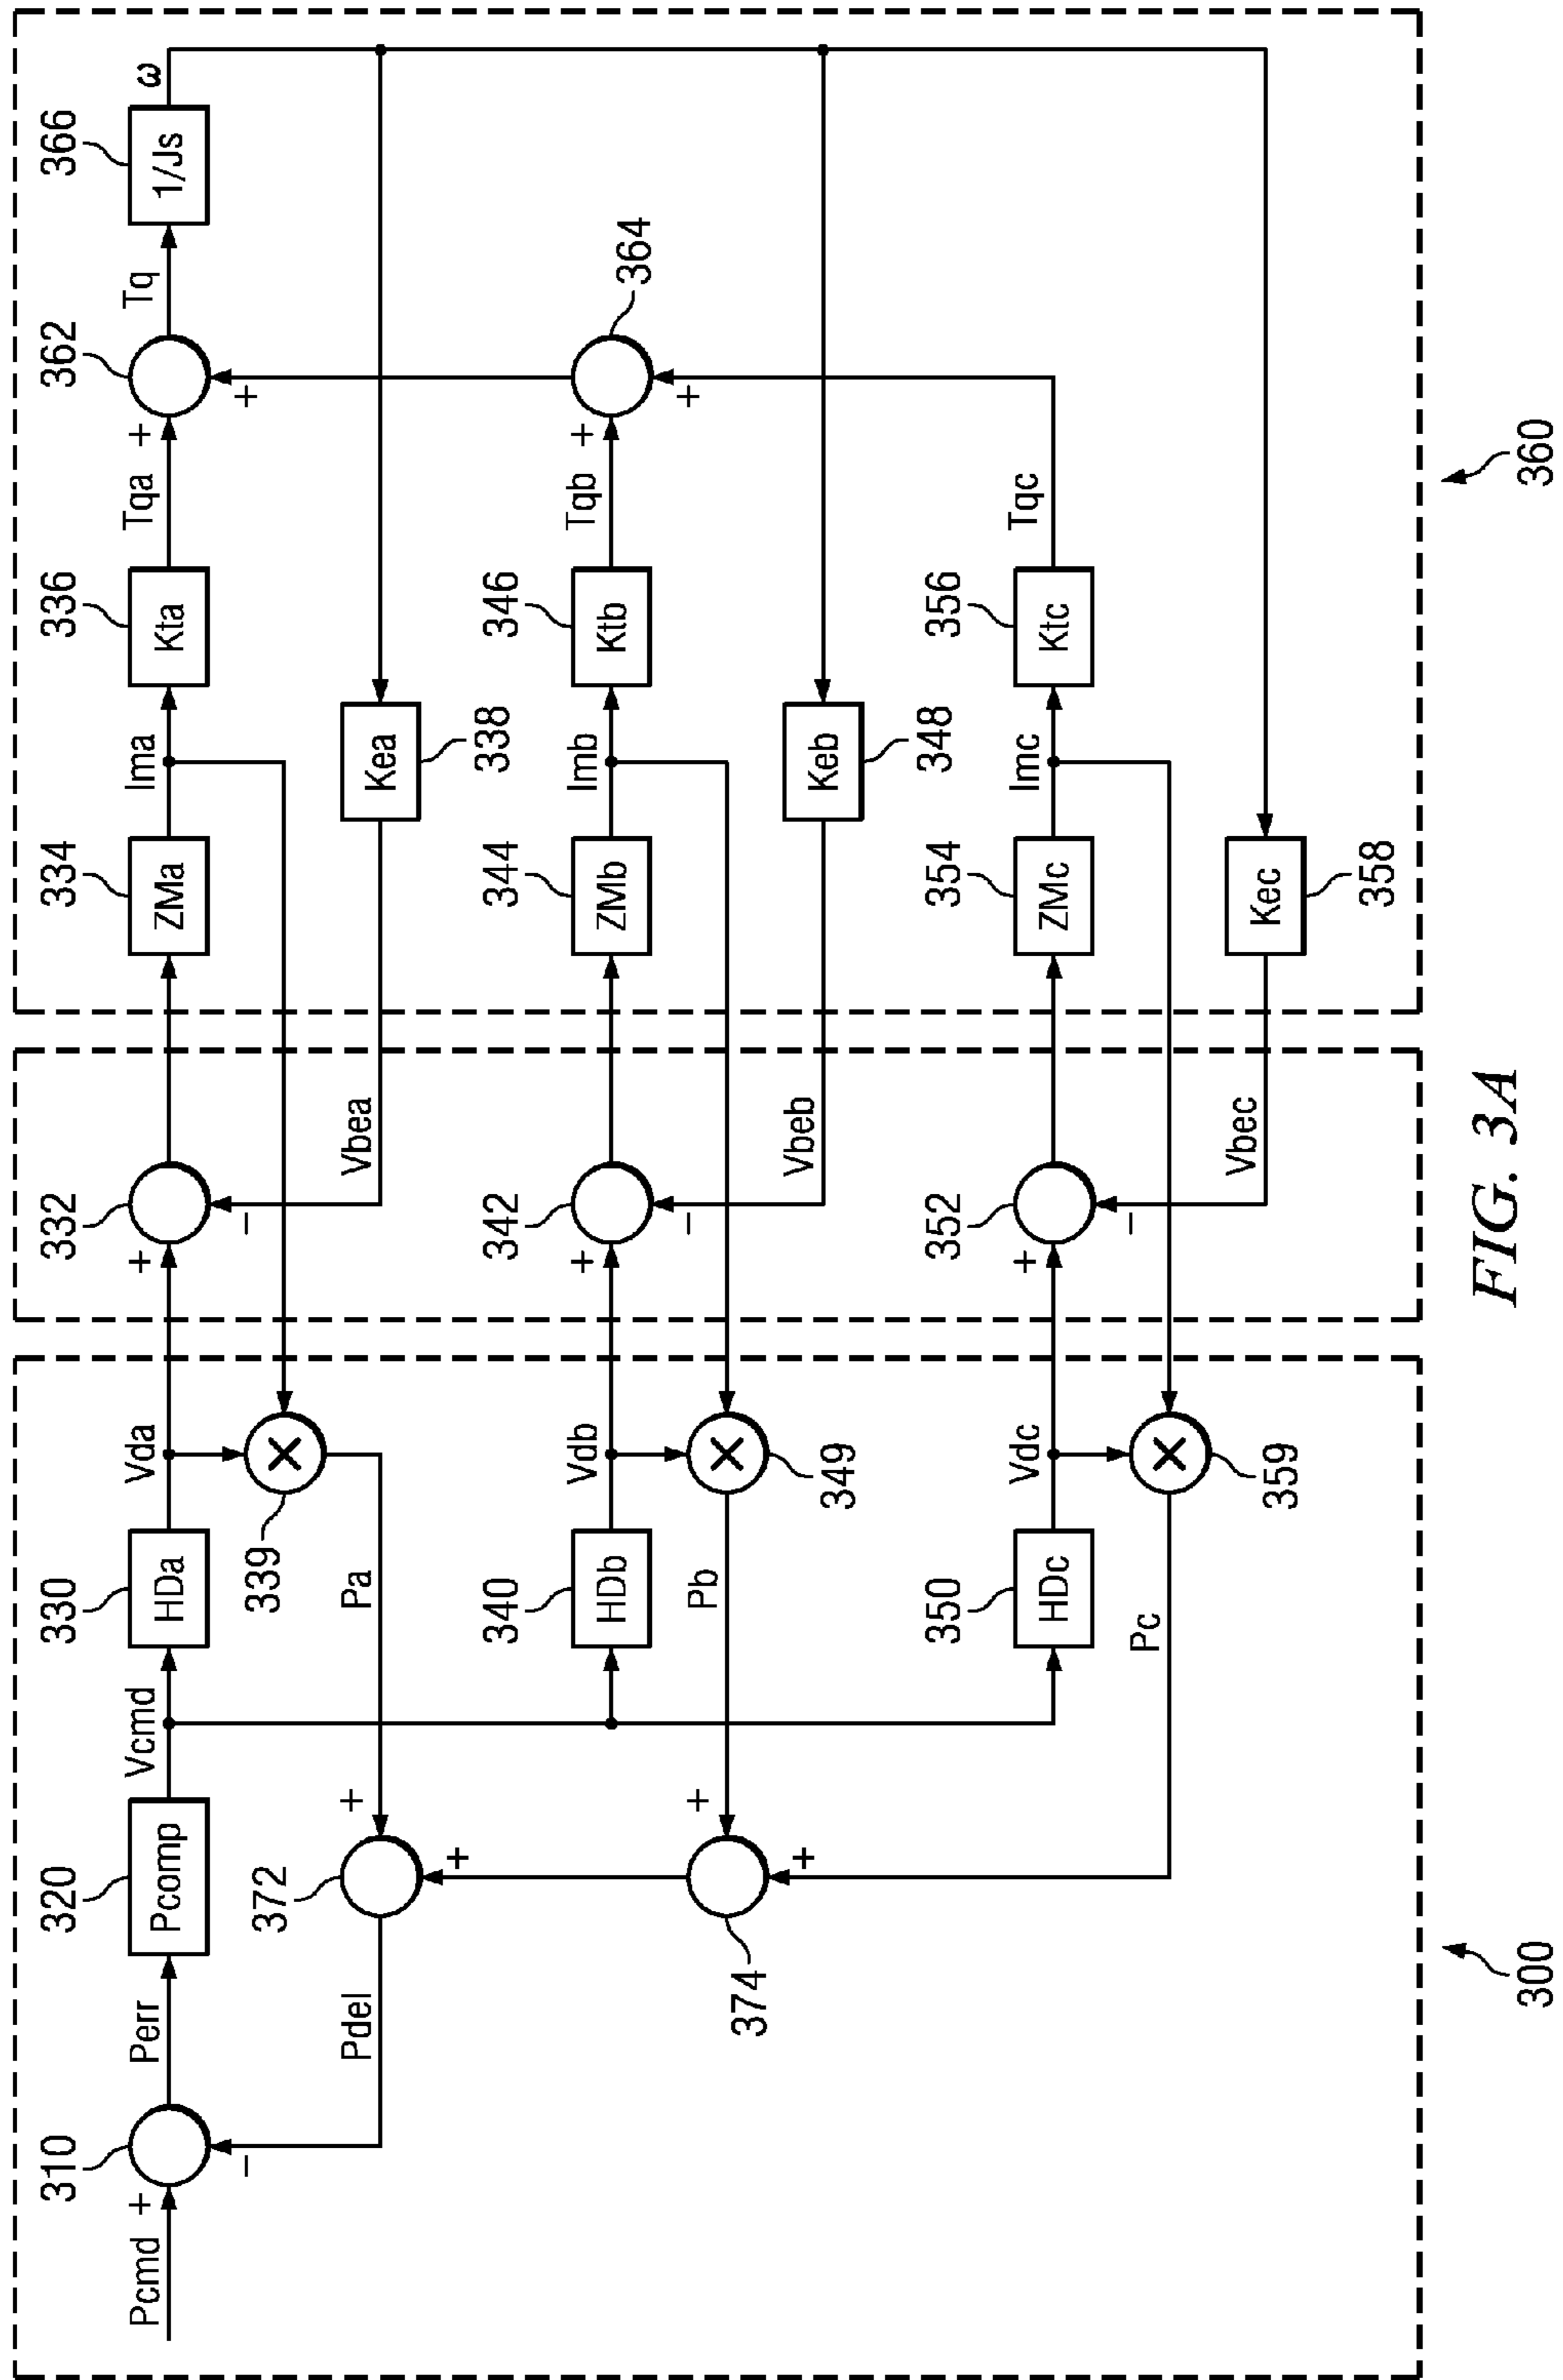 310
320
330
332
334
336
362
366
Pcmd
+
Perr
Pcomp
Vcmd
HDa
Vda
+
ZMa
Ima
Kta
Tqa
+
Tq
1/Js
ω
−
−
+
372
339
×
Pdel
+
+
Pa
Vbea
Kea
338
340
342
344
346
364
HDb
Vdb
+
ZMb
Imb
Ktb
Tqb
+
−
+
374
+
+
Pb
×
349
Vbeb
Keb
348
350
352
354
356
HDc
Vdc
+
ZMc
Imc
Ktc
Tqc
−
Pc
×
359
Vbec
Kec
358
300
360
FIG. 3A